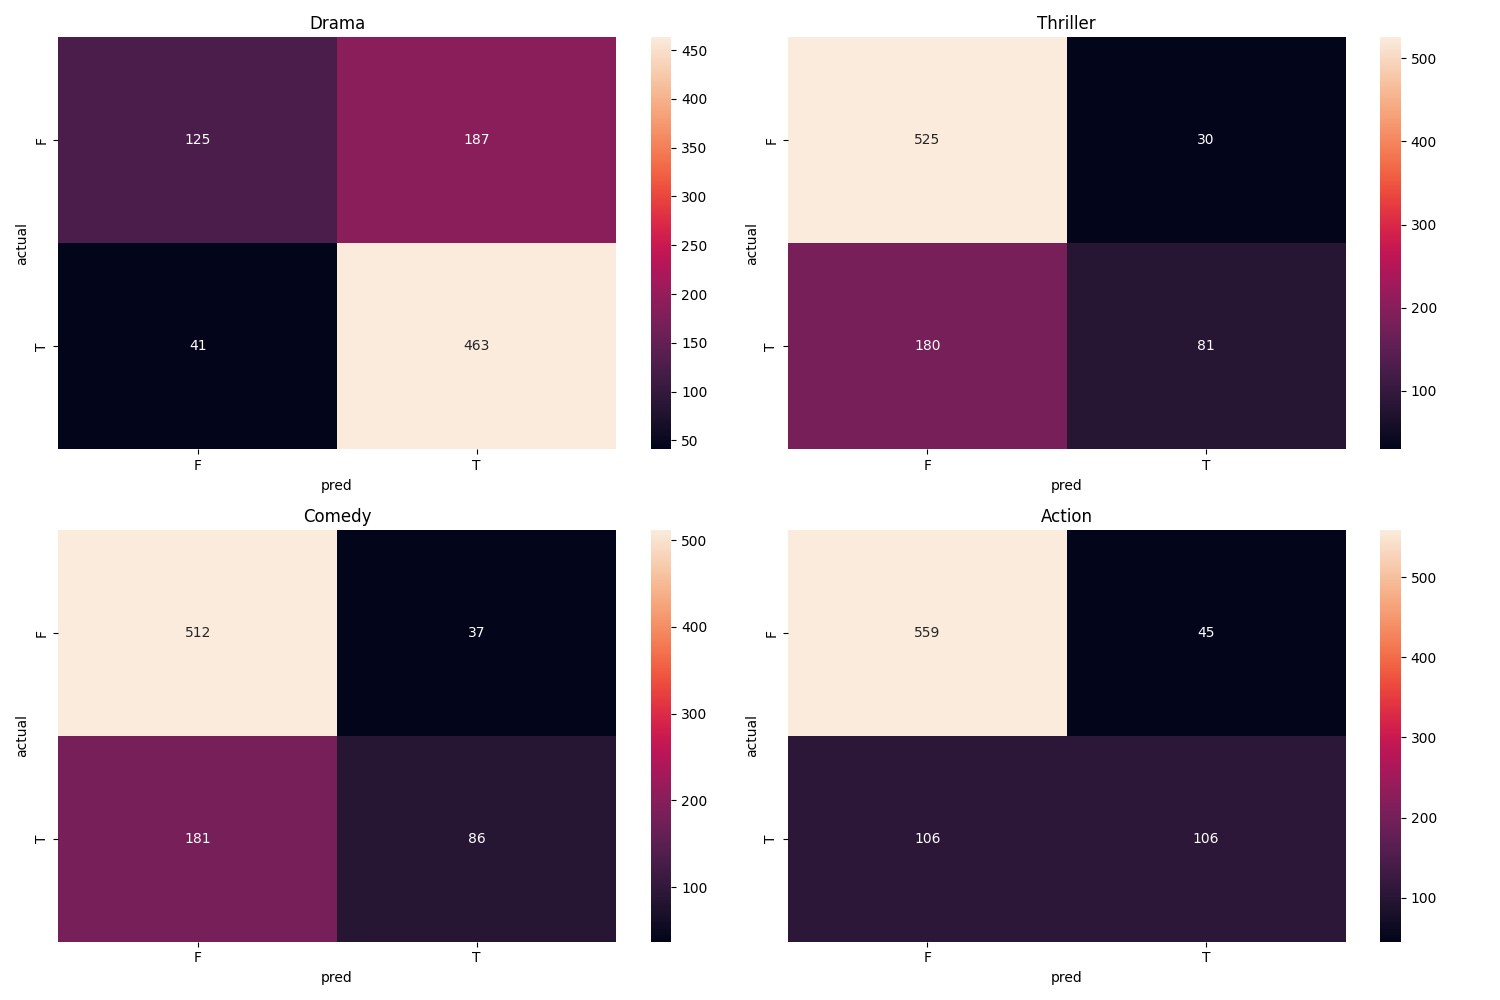 Drama
F 125 187
T 41 463
F T
actual
pred
450
400
350
300
250
200
150
100
50
Thriller
F 525 30
T 180 81
F T
actual
pred
500
400
300
200
100
Comedy
F 512 37
T 181 86
F T
actual
pred
500
400
300
200
100
Action
F 559 45
T 106 106
F T
actual
pred
500
400
300
200
100